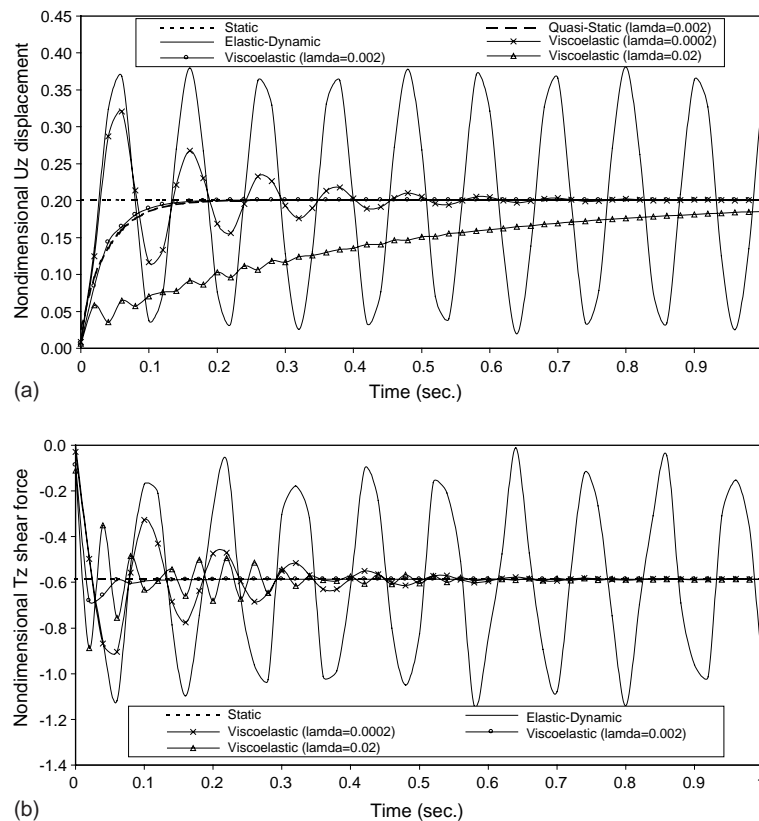 Static
Quasi-Static (lamda=0.002)
Elastic-Dynamic
Viscoelastic (lamda=0.0002)
Viscoelastic (lamda=0.002)
Viscoelastic (lamda=0.02)
Nondimensional Uz displacement
0.45
0.40
0.35
0.30
0.25
0.20
0.15
0.10
0.05
0.00
0 0.1 0.2 0.3 0.4 0.5 0.6 0.7 0.8 0.9
(a)
Time (sec.)
Nondimensional Tz shear force
0.0
-0.2
-0.4
-0.6
-0.8
-1.0
-1.2
-1.4
Static
Elastic-Dynamic
Viscoelastic (lamda=0.0002)
Viscoelastic (lamda=0.002)
Viscoelastic (lamda=0.02)
0 0.1 0.2 0.3 0.4 0.5 0.6 0.7 0.8 0.9
(b)
Time (sec.)